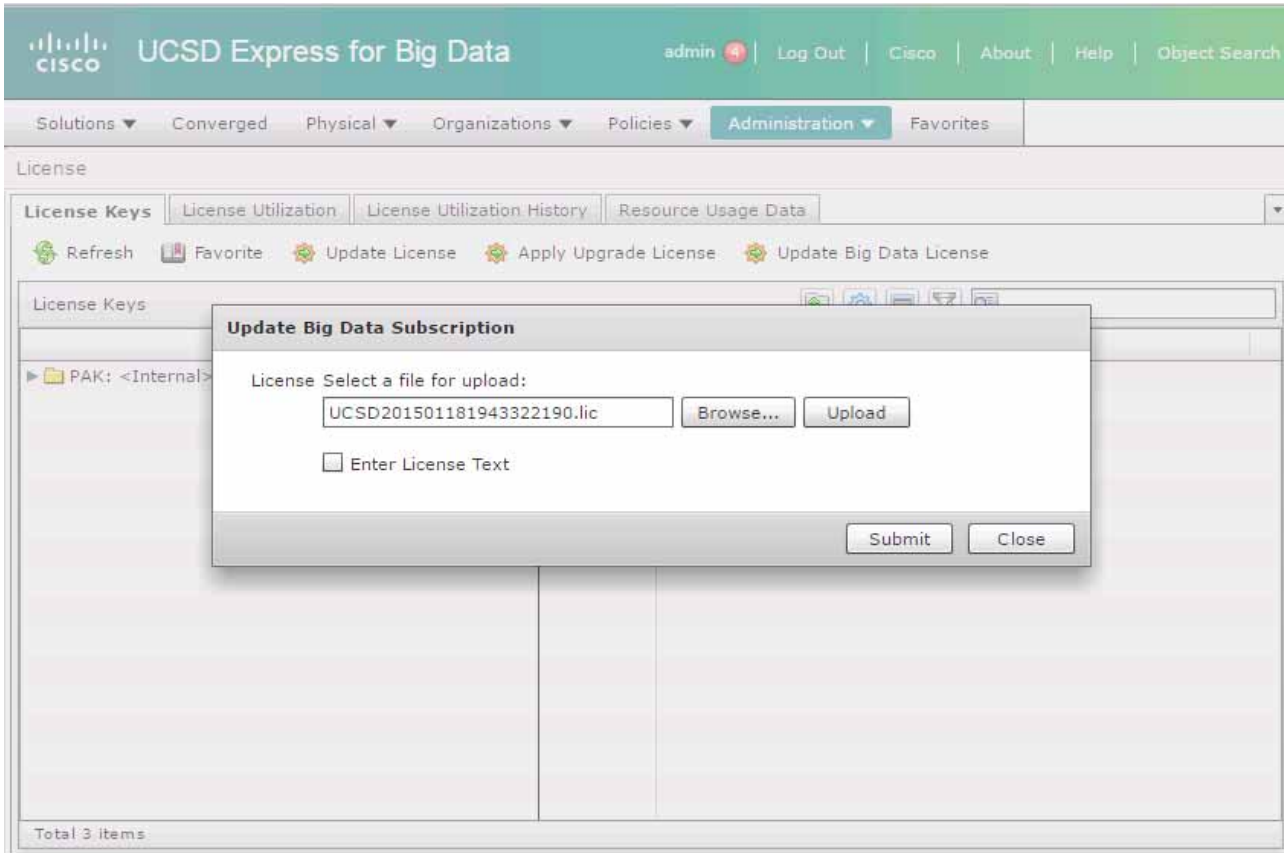 CISCO
UCSD Express for Big Data
admin 4 | Log Out | Cisco | About | Help | Object Search
Solutions Converged Physical Organizations Policies Administration Favorites
License
License Keys License Utilization License Utilization History Resource Usage Data
Refresh Favorite Update License Apply Upgrade License Update Big Data License
License Keys
Update Big Data Subscription
PAK: <Internal>
License Select a file for upload:
UCSD201501181943322190.lic Browse... Upload
Enter License Text
Submit Close
Total 3 items